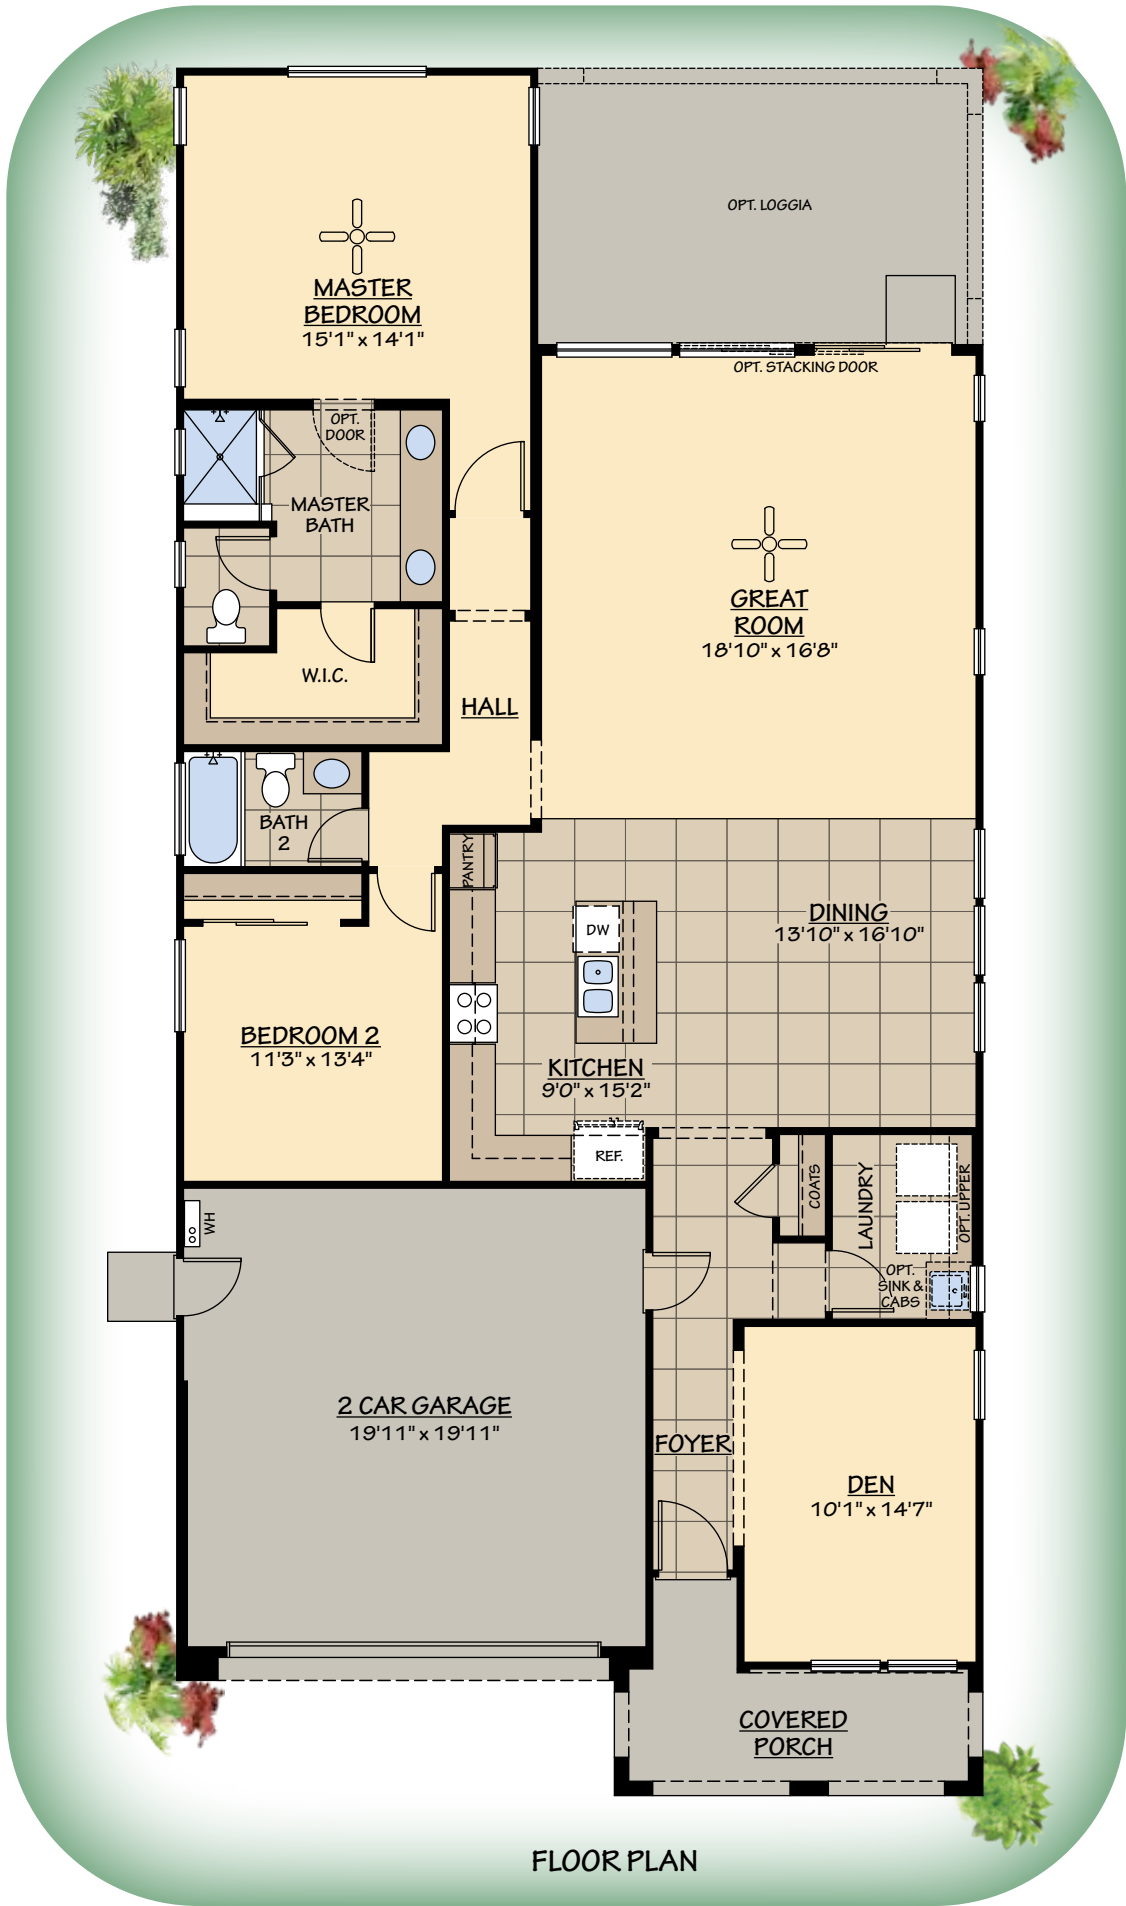 OPT. LOGGIA
MASTER
BEDROOM
15'1" x 14'1"
OPT. STACKING DOOR
OPT.
DOOR
MASTER
BATH
GREAT
ROOM
18'10" x 16'8"
W.I.C.
HALL
BATH
2
PANTRY
DW
DINING
13'10" x 16'10"
BEDROOM 2
11'3" x 13'4"
KITCHEN
9'0" x 15'2"
REF.
COATS
LAUNDRY
OPT. UPPER
WH
OPT.
SINK &
CABS
2 CAR GARAGE
19'11" x 19'11"
FOYER
DEN
10'1" x 14'7"
COVERED
PORCH
FLOOR PLAN